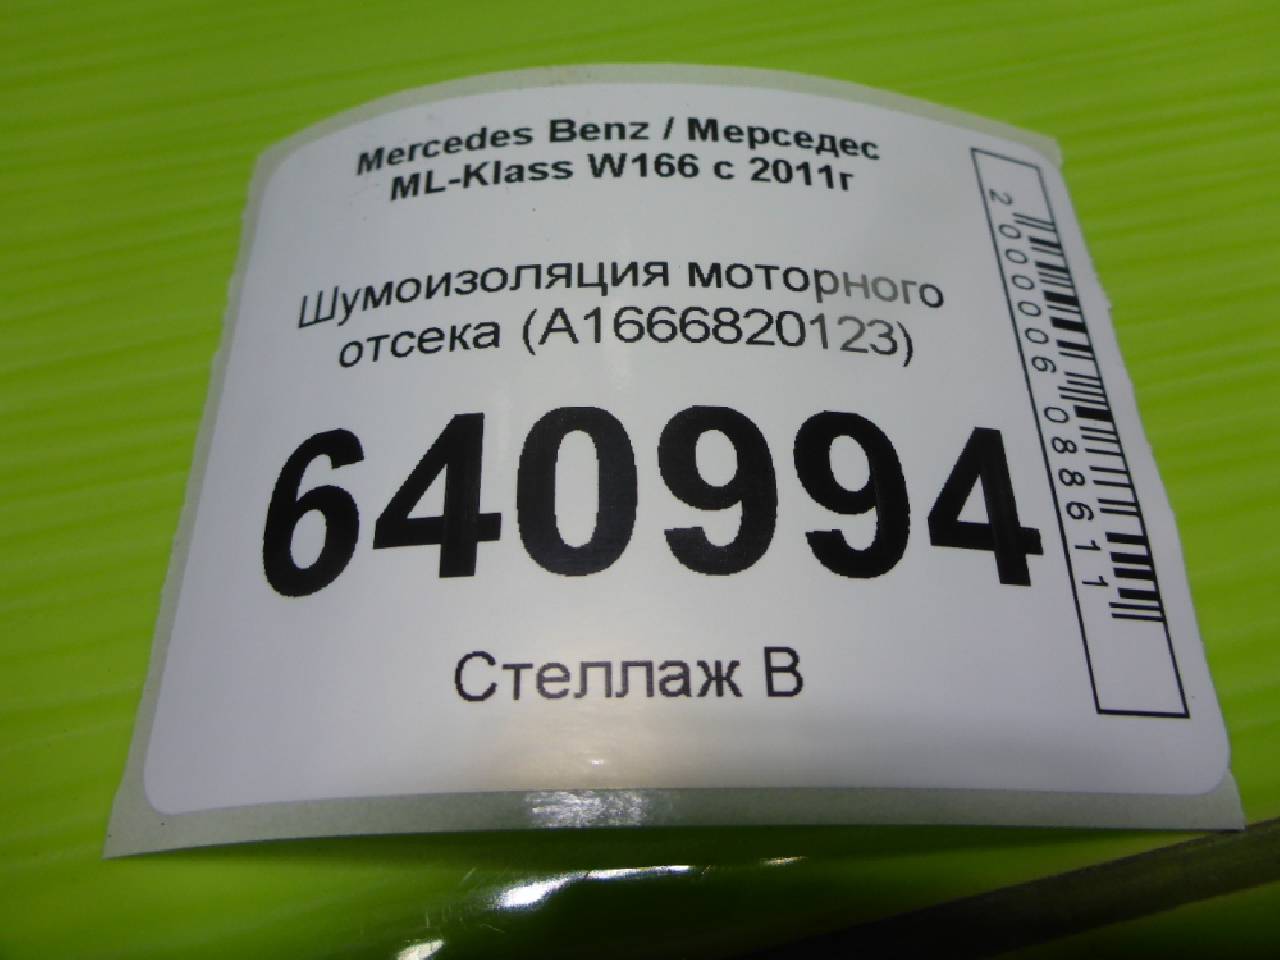 Mercedes Benz / Мерседес
ML-Klass W166 с 2011г
Шумоизоляция моторного
отсека (A1666820123)
640994
Стеллаж В
2000006088611